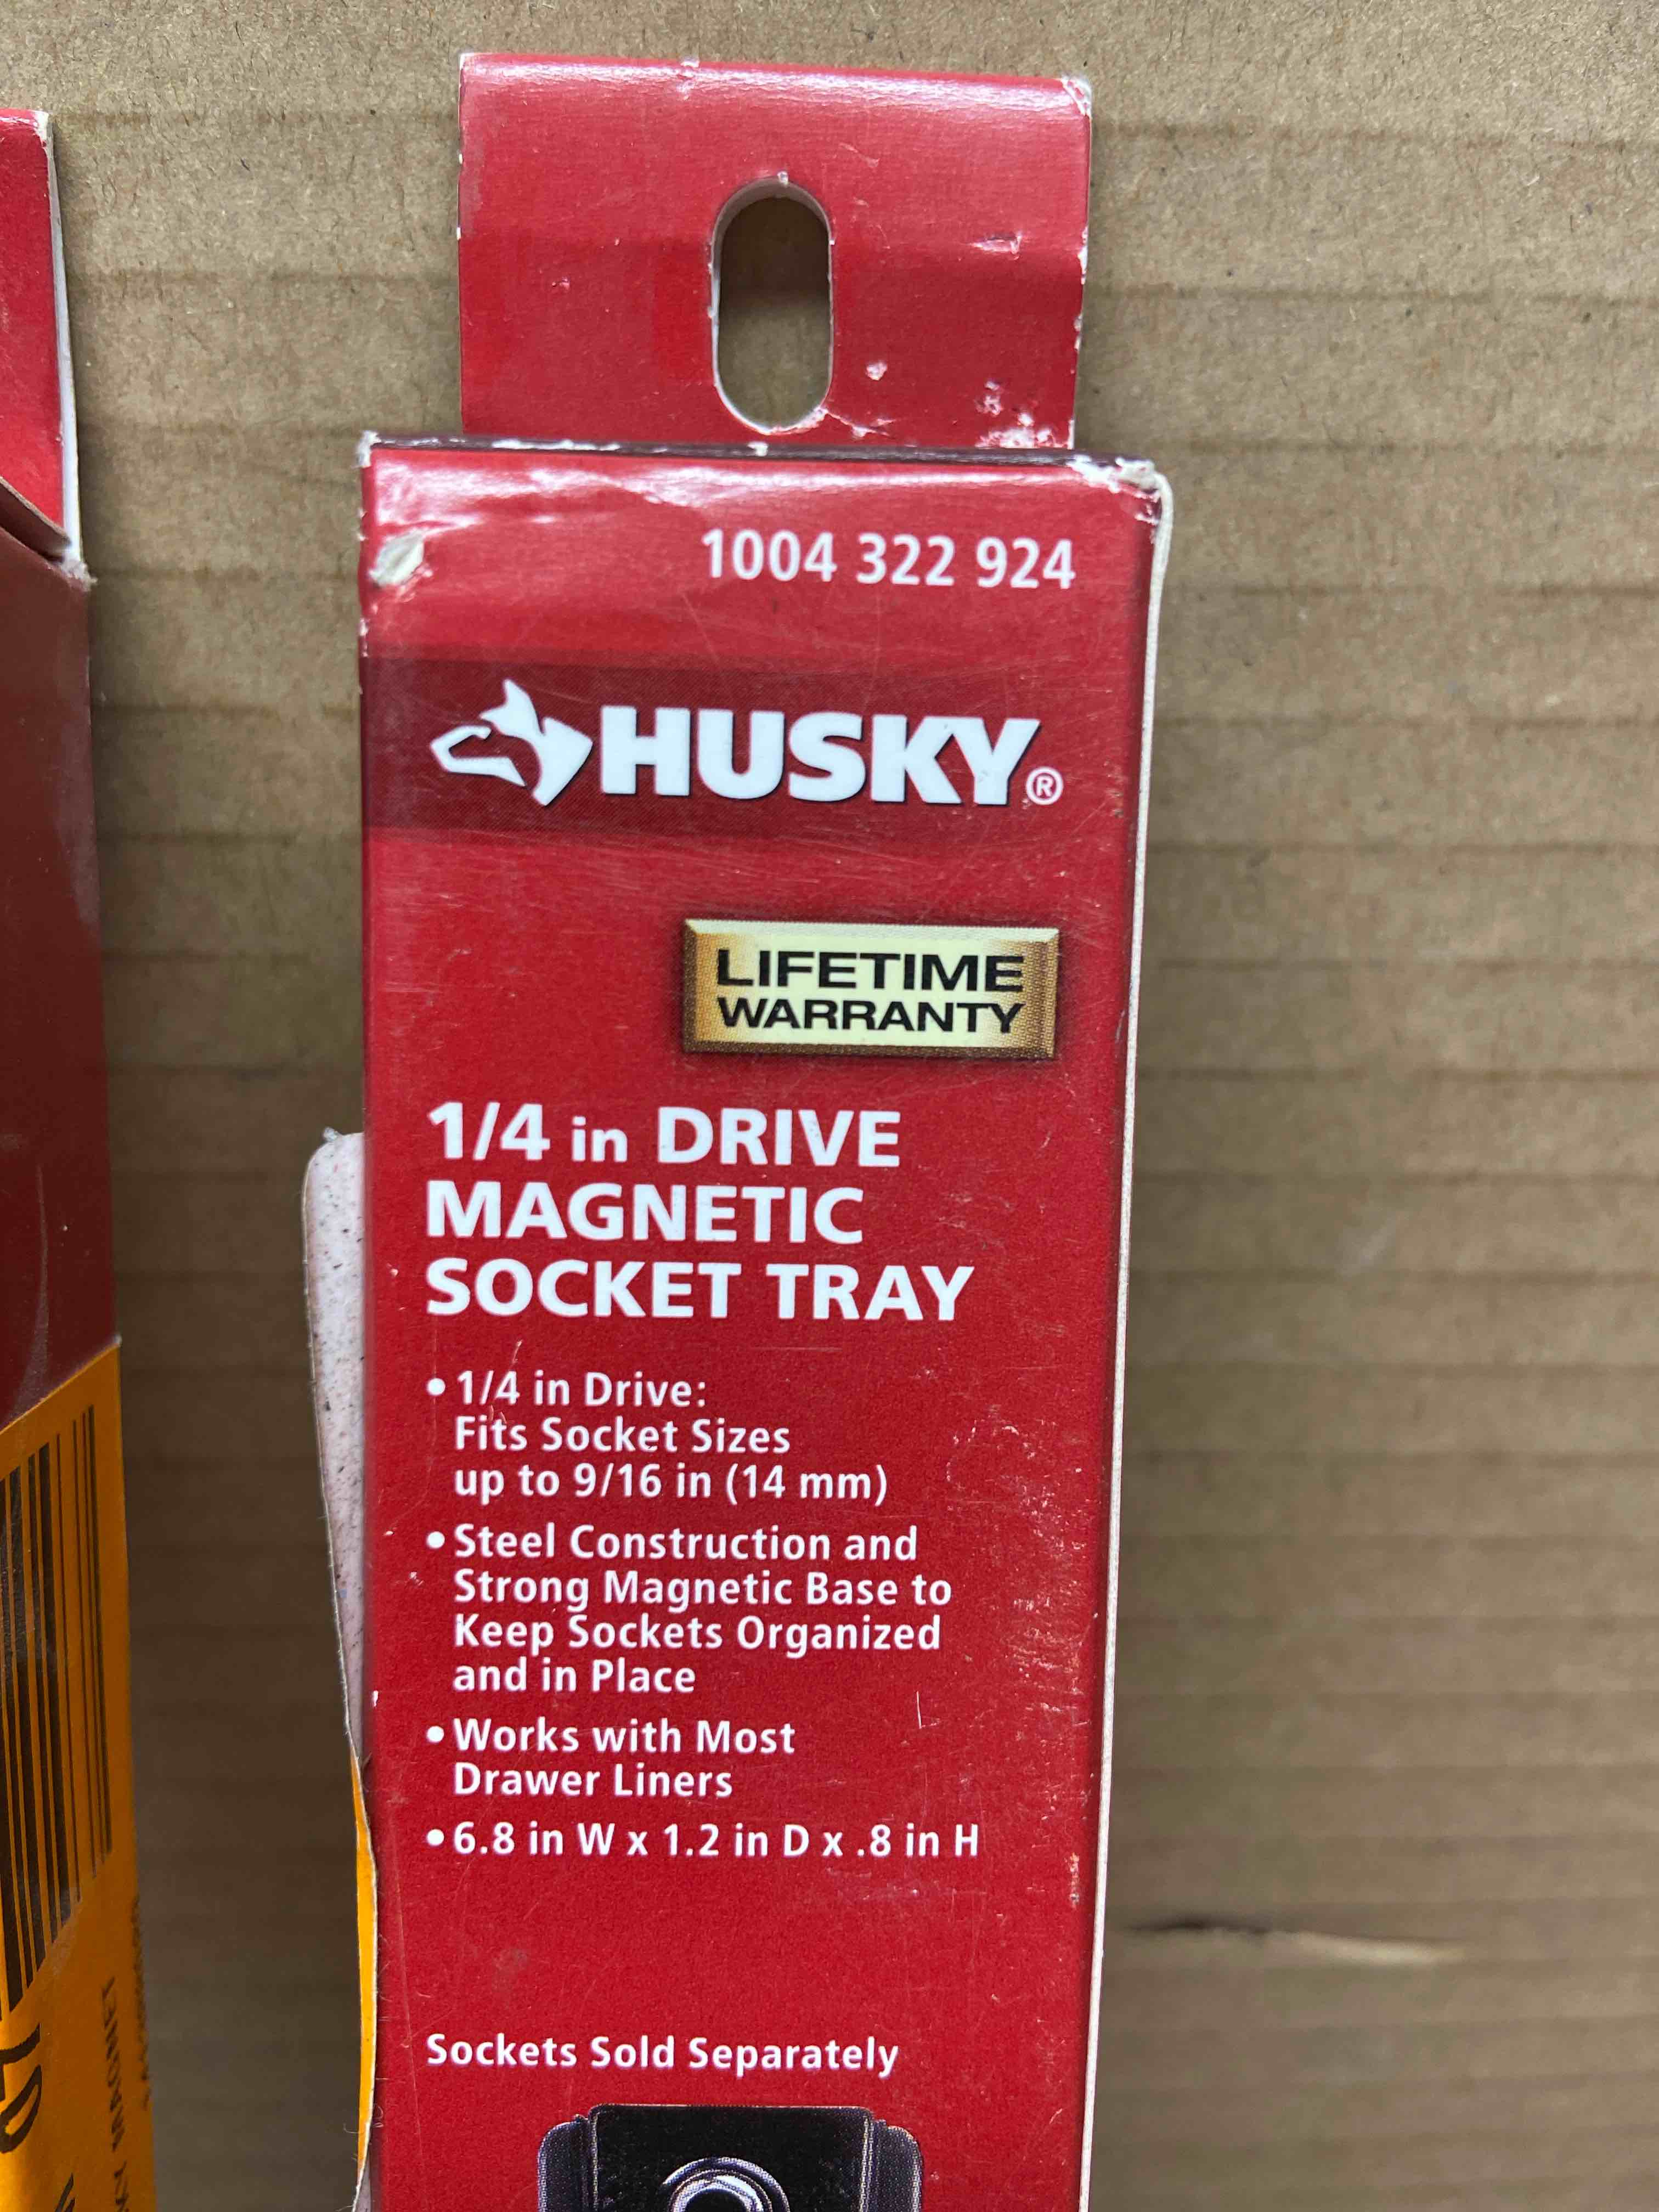 1004 322 924
HUSKY®
LIFETIME
WARRANTY
1/4 in DRIVE
MAGNETIC
SOCKET TRAY
• 1/4 in Drive:
Fits Socket Sizes
up to 9/16 in (14 mm)
• Steel Construction and
Strong Magnetic Base to
Keep Sockets Organized
and in Place
• Works with Most
Drawer Liners
• 6.8 in W x 1.2 in D x .8 in H
Sockets Sold Separately